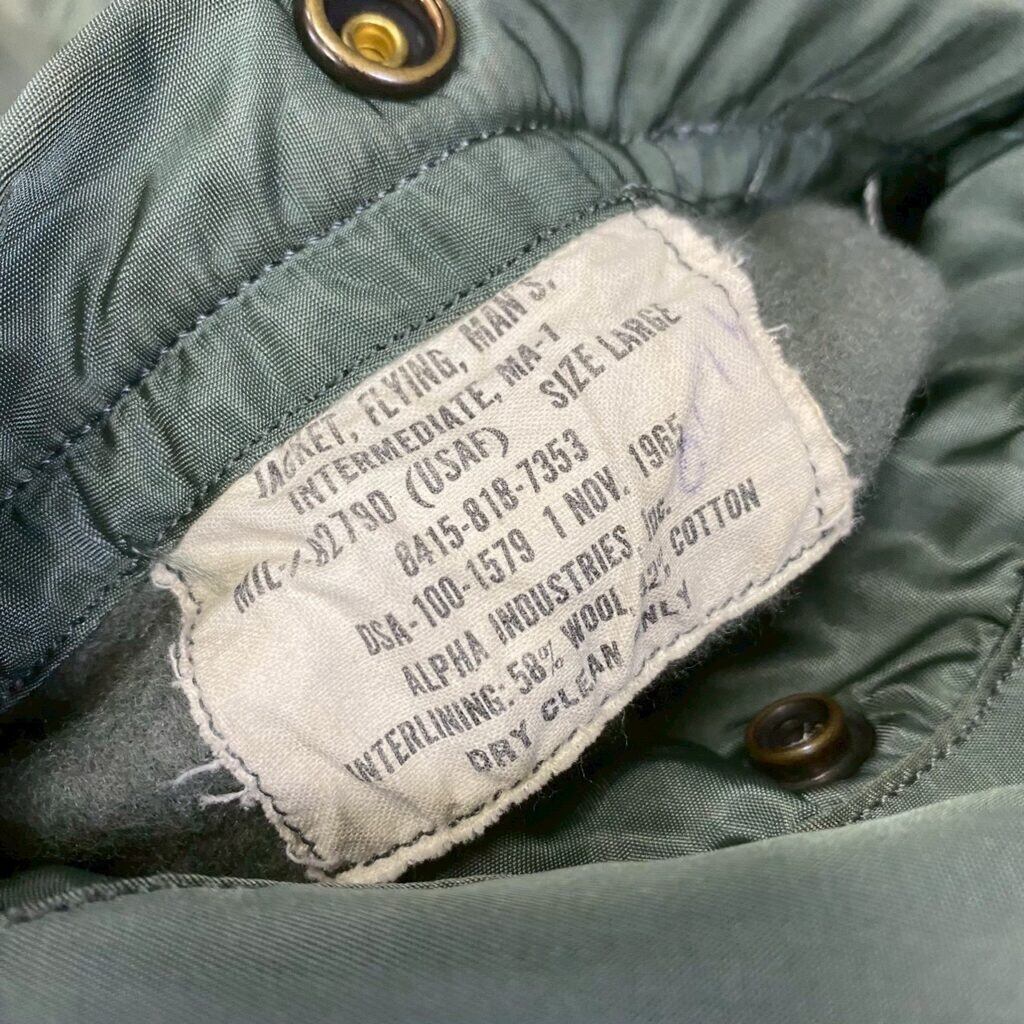 JACKET, FLYING, MAN'S,
INTERMEDIATE, MA-1
MIL-J-8279D (USAF) SIZE LARGE
8415-818-7353
DSA-100-1579 1 NOV. 1965
ALPHA INDUSTRIES Inc.
INTERLINING: 58% WOOL, 42% COTTON
DRY CLEAN ONLY